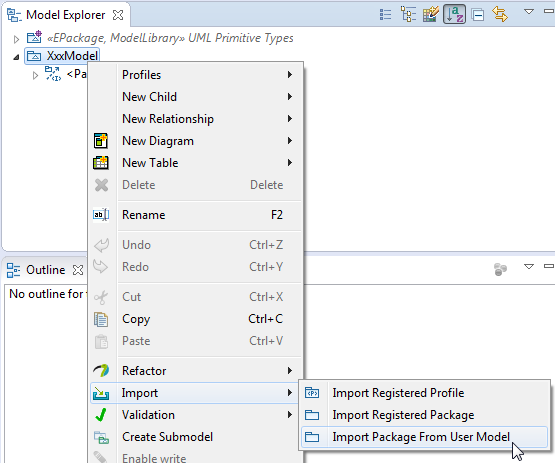 Model Explorer
«EPackage, ModelLibrary» UML Primitive Types
XxxModel
<Pa
Profiles
New Child
New Relationship
New Diagram
New Table
Delete Delete
Rename F2
Undo Ctrl+Z
Redo Ctrl+Y
Cut Ctrl+X
Copy Ctrl+C
Paste Ctrl+V
Refactor
Import
Validation
Create Submodel
Enable write
Import Registered Profile
Import Registered Package
Import Package From User Model
Outline
No outline for